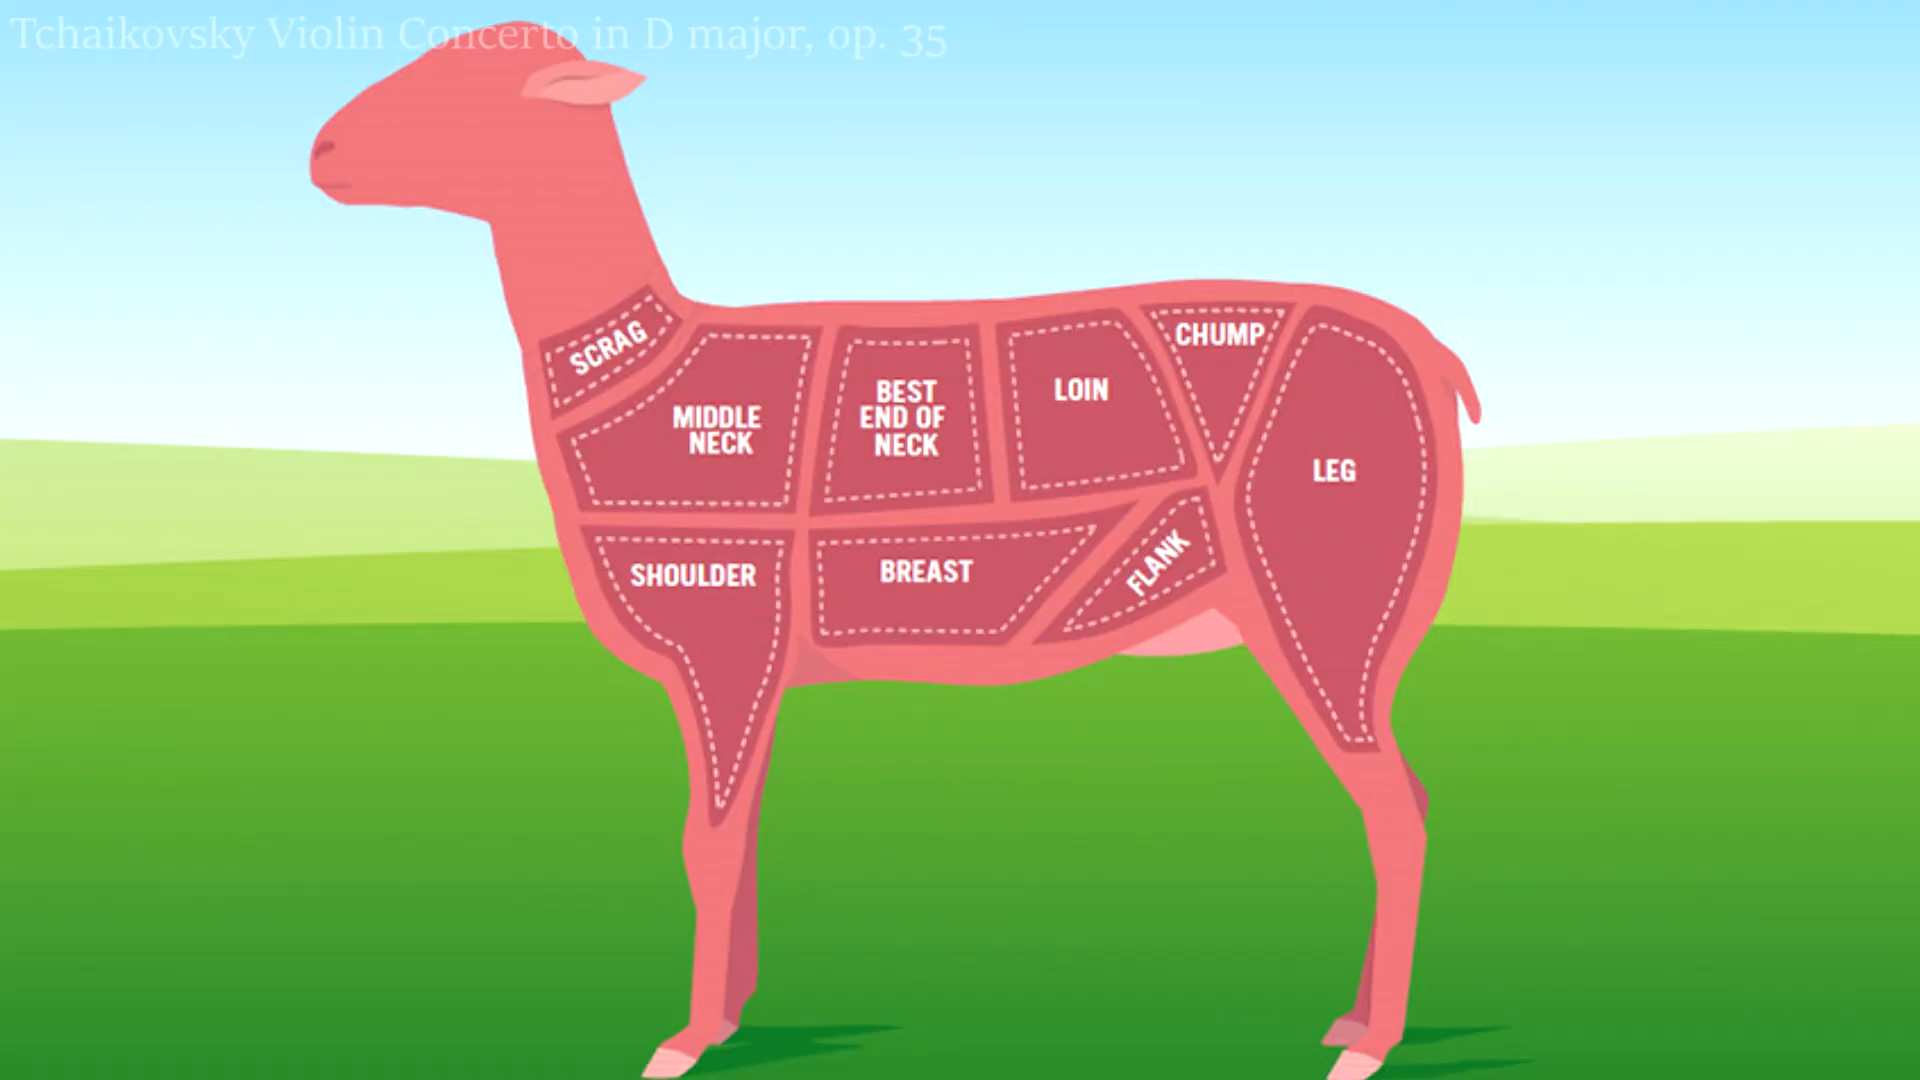 Tchaikovsky Violin Concerto in D major, op. 35
SCRAG
MIDDLE
NECK
BEST
END OF
NECK
LOIN
CHUMP
LEG
SHOULDER
BREAST
FLANK